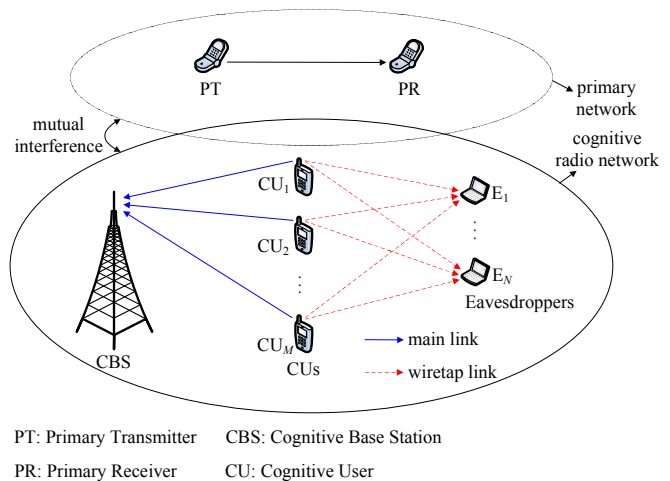 PT
PR
primary
network
mutual
interference
cognitive
radio network
CU1
E1
CU2
EN
Eavesdroppers
CUM
CUs
CBS
main link
wiretap link
PT: Primary Transmitter CBS: Cognitive Base Station
PR: Primary Receiver CU: Cognitive User